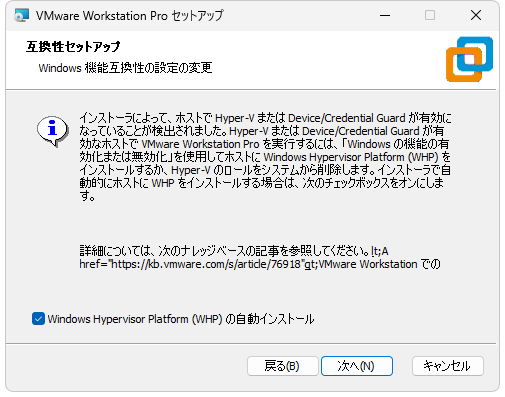 VMware Workstation Pro セットアップ
互換性セットアップ
Windows 機能互換性の設定の変更
インストーラによって、ホストで Hyper-V または Device/Credential Guard が有効に
なっていることが検出されました。Hyper-V または Device/Credential Guard が有
効なホストで VMware Workstation Pro を実行するには、「Windows の機能の有
効化または無効化」を使用してホストに Windows Hypervisor Platform (WHP) を
インストールするか、Hyper-V のロールをシステムから削除します。インストーラで自
動的にホストに WHP をインストールする場合は、次のチェックボックスをオンにしま
す。
詳細については、次のナレッジベースの記事を参照してください。lt;A
href="https://kb.vmware.com/s/article/76918"gt;VMware Workstation での
Windows Hypervisor Platform (WHP) の自動インストール
戻る(B) 次へ(N) キャンセル